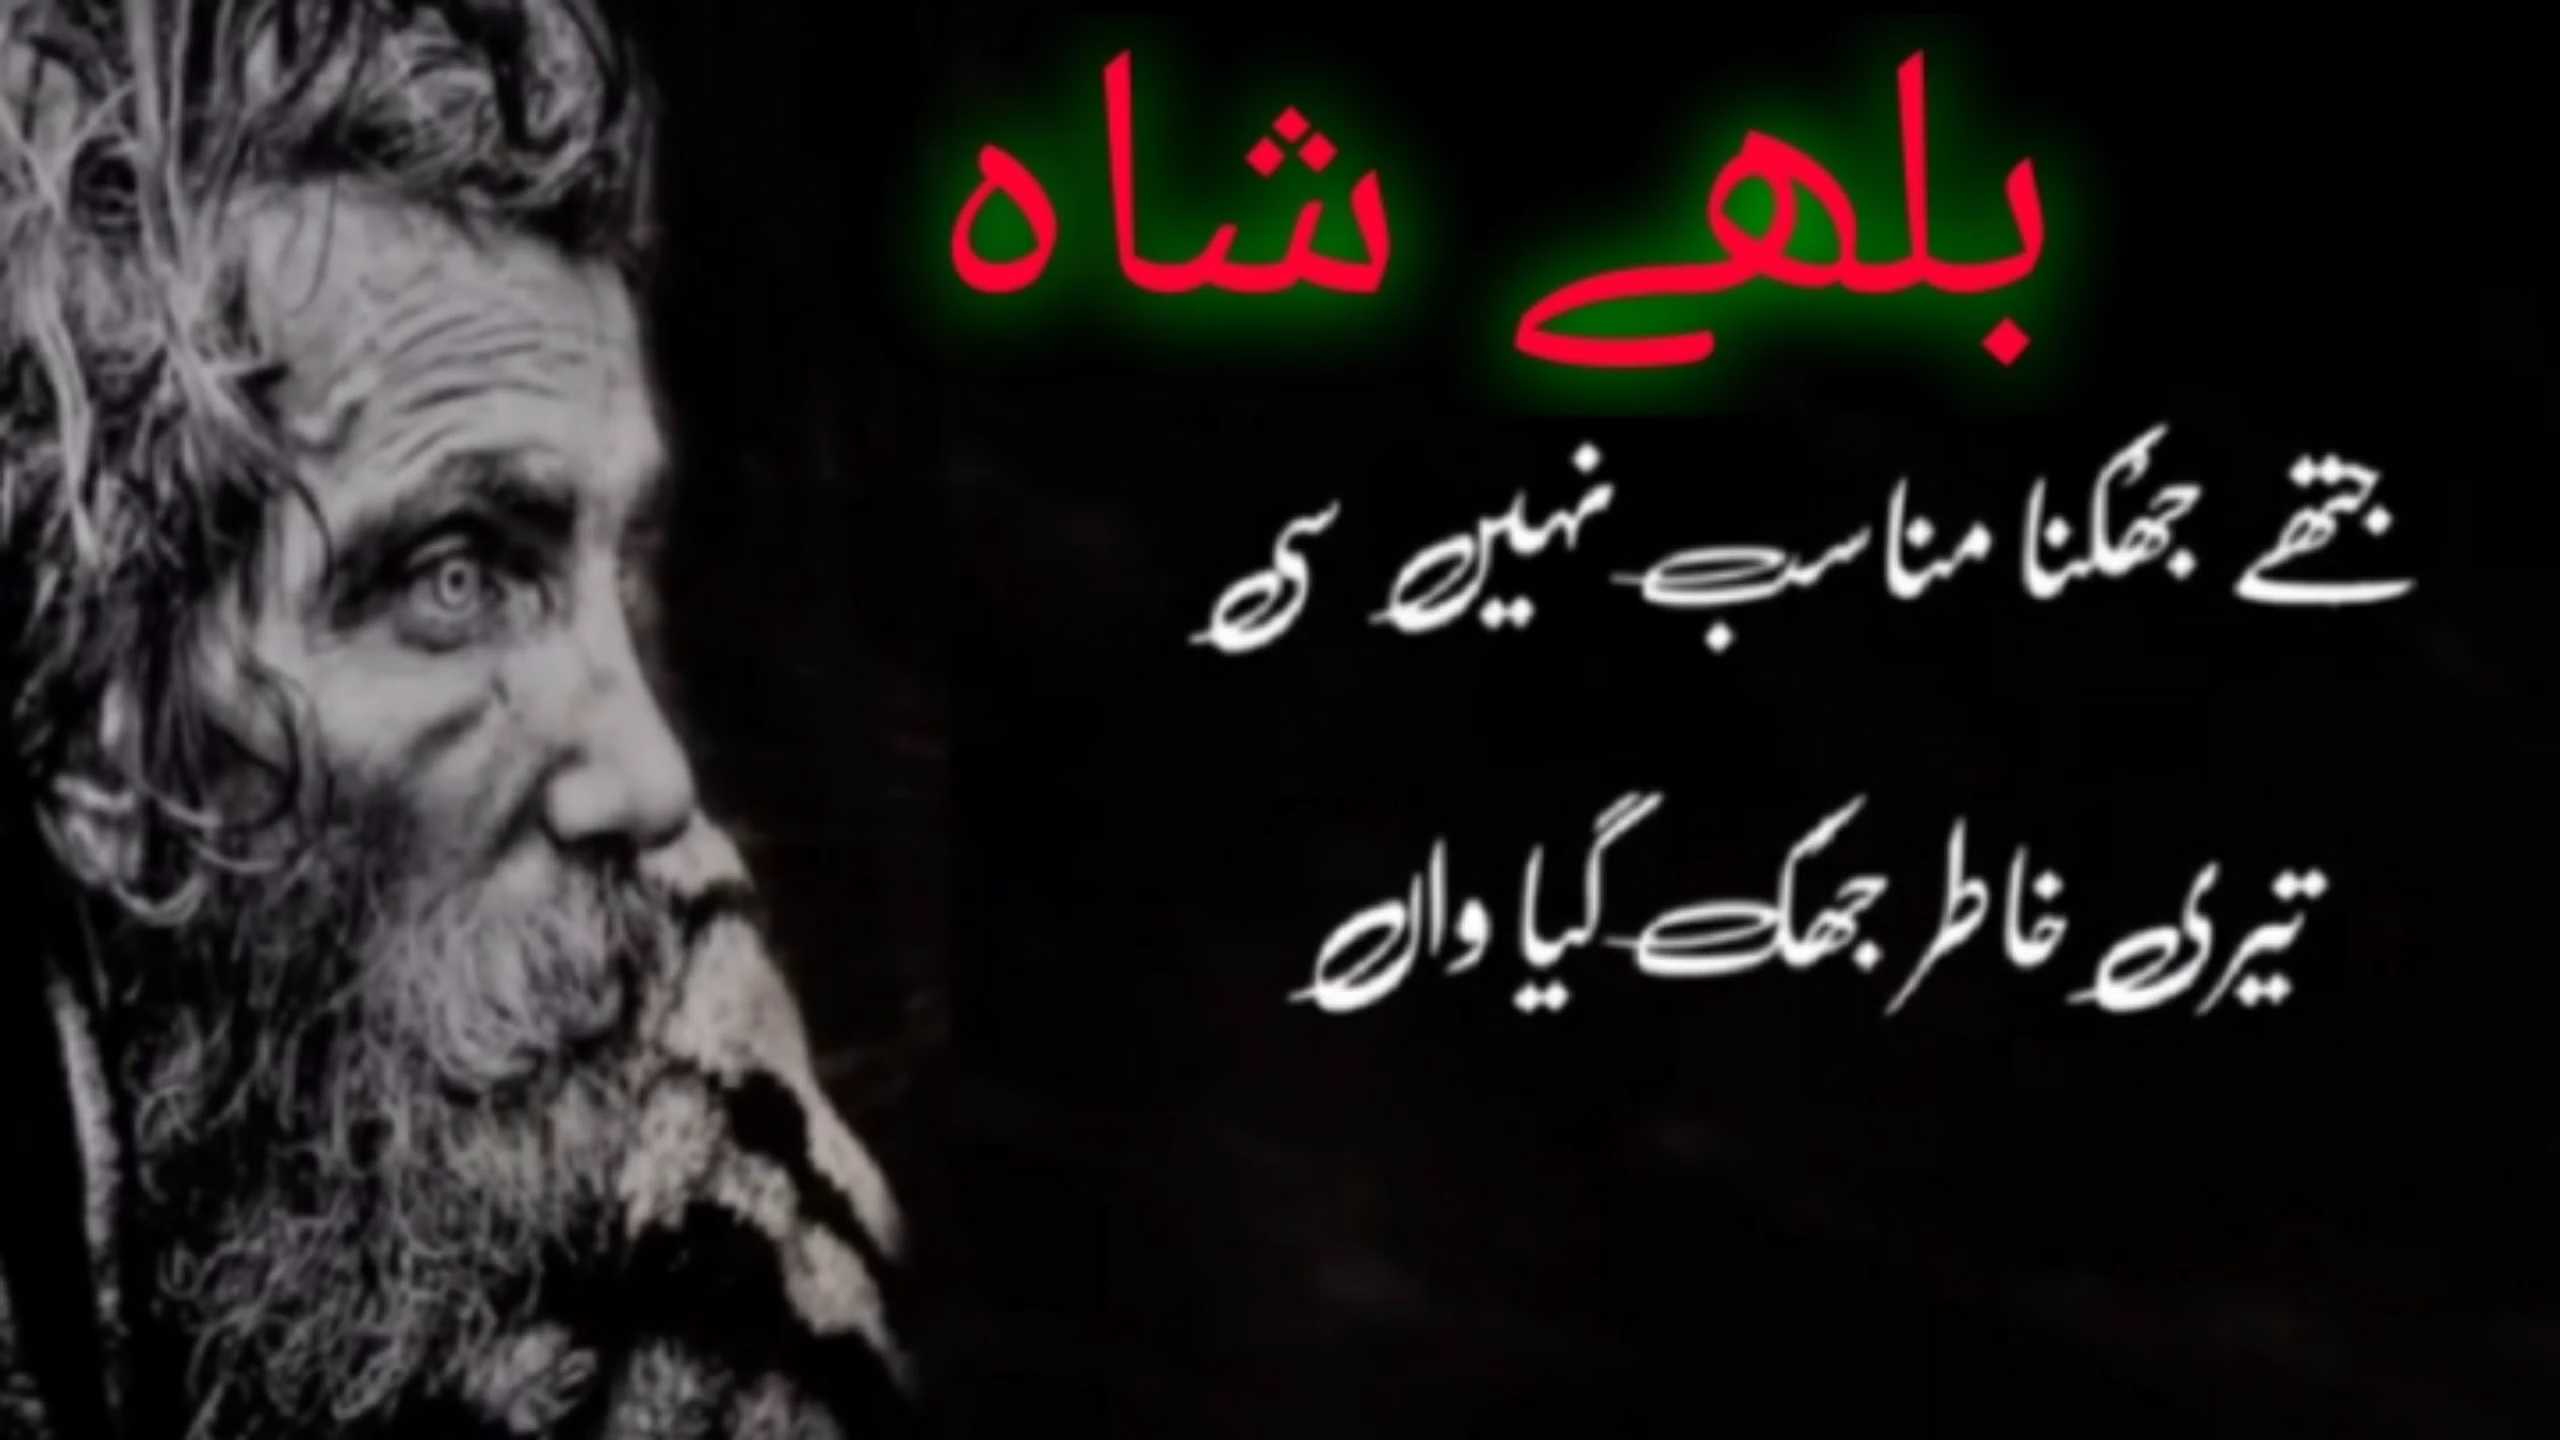 بلھے شاہ
جتھے جھکنا مناسب نہیں سی
تیری خاطر جھک گیا واں